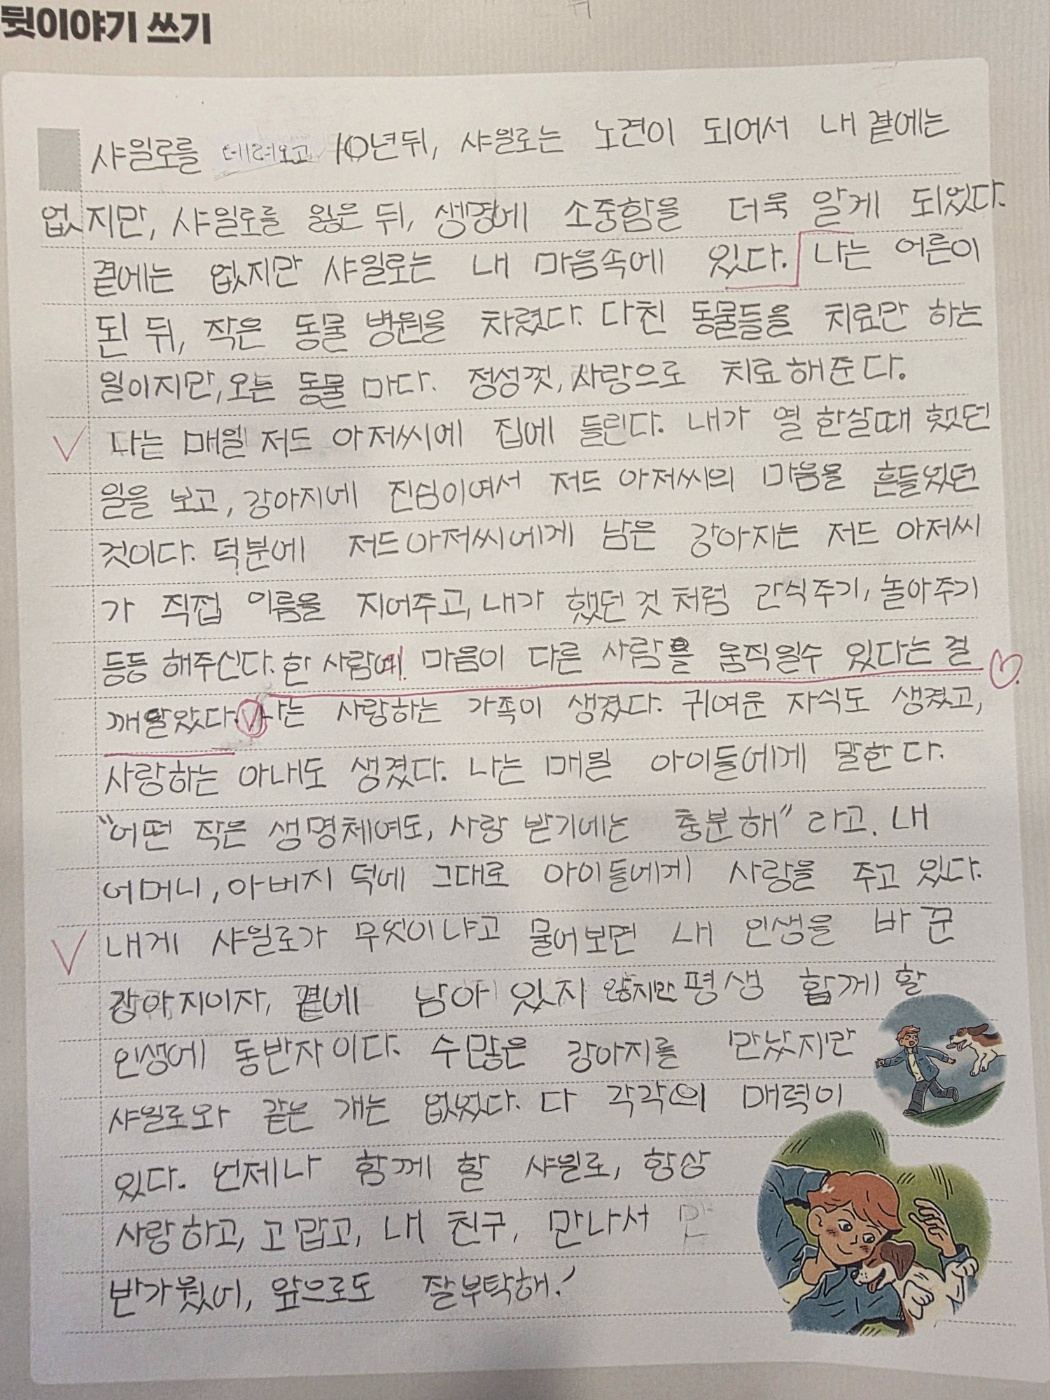 뒷이야기 쓰기
샤일로를 데려오고 10년뒤, 샤일로는 노견이 되어서 내 곁에는
없지만, 샤일로를 잃은 뒤, 생명에 소중함을 더욱 알게 되었다.
곁에는 없지만 샤일로는 내 마음속에 있다. 나는 어른이
된 뒤, 작은 동물 병원을 차렸다. 다친 동물들을 치료만 하는
일이지만, 모든 동물 마다. 정성껏, 사랑으로 치료해준다.
나는 매일 저드 아저씨에 집에 들린다. 내가 열 한살때 했던
일을 보고, 강아지에 진심이여서 저드 아저씨의 마음을 흔들었던
것이다. 덕분에 저드아저씨에게 남은 강아지는 저드 아저씨
가 직접 이름을 지어주고, 내가 했던 것 처럼 간식주기, 놀아주기
등등 해주신다. 한 사람에 마음이 다른 사람을 움직일수 있다는 걸
깨달았다. 나는 사랑하는 가족이 생겼다. 귀여운 자식도 생겼고,
사랑하는 아내도 생겼다. 나는 매일 아이들에게 말한다.
"어떤 작은 생명체여도, 사랑 받기에는 충분해" 라고. 내
어머니, 아버지 덕에 그대로 아이들에게 사랑을 주고 있다.
내게 샤일로가 무엇이냐고 물어보면 내 인생을 바꾼
강아지이자, 곁에 남아 있지 않지만 평생 함께 할
인생에 동반자이다. 수많은 강아지를 만났지만
샤일로와 같은 개는 없었다. 다 각각의 매력이
있다. 언제나 함께 할 샤일로, 항상
사랑하고, 고맙고, 내 친구, 만나서
반가웠어, 앞으로도 잘부탁해!